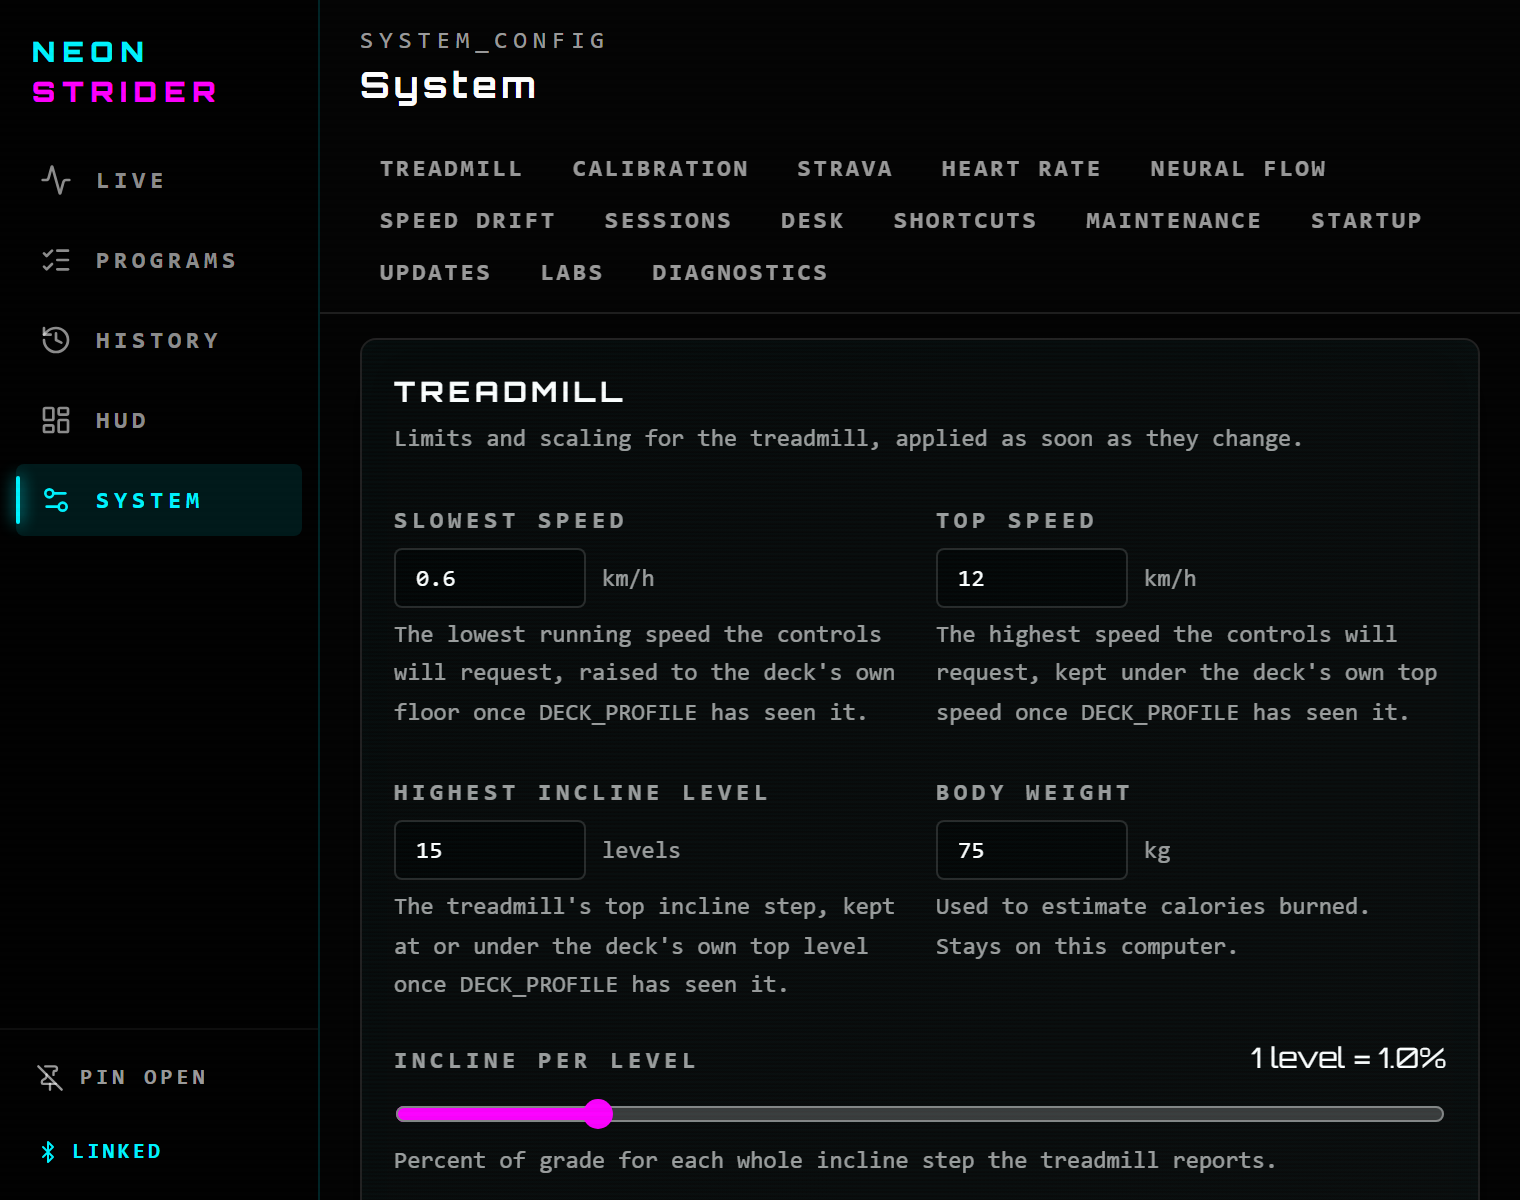 NEON
STRIDER
LIVE
PROGRAMS
HISTORY
HUD
SYSTEM
PIN OPEN
LINKED
SYSTEM_CONFIG
System
TREADMILL CALIBRATION STRAVA HEART RATE NEURAL FLOW
SPEED DRIFT SESSIONS DESK SHORTCUTS MAINTENANCE STARTUP
UPDATES LABS DIAGNOSTICS
TREADMILL
Limits and scaling for the treadmill, applied as soon as they change.
SLOWEST SPEED
0.6 km/h
The lowest running speed the controls
will request, raised to the deck's own
floor once DECK_PROFILE has seen it.
TOP SPEED
12 km/h
The highest speed the controls will
request, kept under the deck's own top
speed once DECK_PROFILE has seen it.
HIGHEST INCLINE LEVEL
15 levels
The treadmill's top incline step, kept
at or under the deck's own top level
once DECK_PROFILE has seen it.
BODY WEIGHT
75 kg
Used to estimate calories burned.
Stays on this computer.
INCLINE PER LEVEL 1 level = 1.0%
Percent of grade for each whole incline step the treadmill reports.